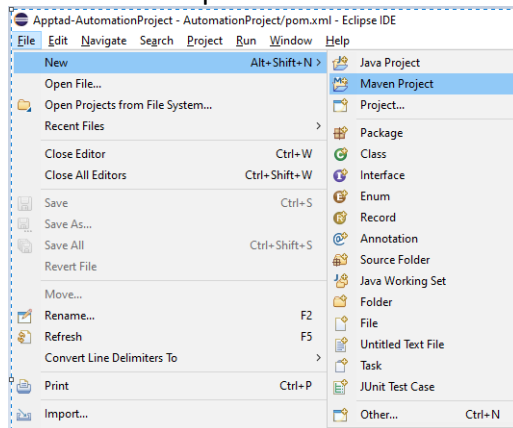 Apptad-AutomationProject - AutomationProject/pom.xml - Eclipse IDE
File Edit Navigate Search Project Run Window Help
New Alt+Shift+N >
Open File...
Open Projects from File System...
Recent Files >
Close Editor Ctrl+W
Close All Editors Ctrl+Shift+W
Save Ctrl+S
Save As...
Save All Ctrl+Shift+S
Revert File
Move...
Rename... F2
Refresh F5
Convert Line Delimiters To >
Print Ctrl+P
Import...
Java Project
Maven Project
Project...
Package
Class
Interface
Enum
Record
Annotation
Source Folder
Java Working Set
Folder
File
Untitled Text File
Task
JUnit Test Case
Other... Ctrl+N